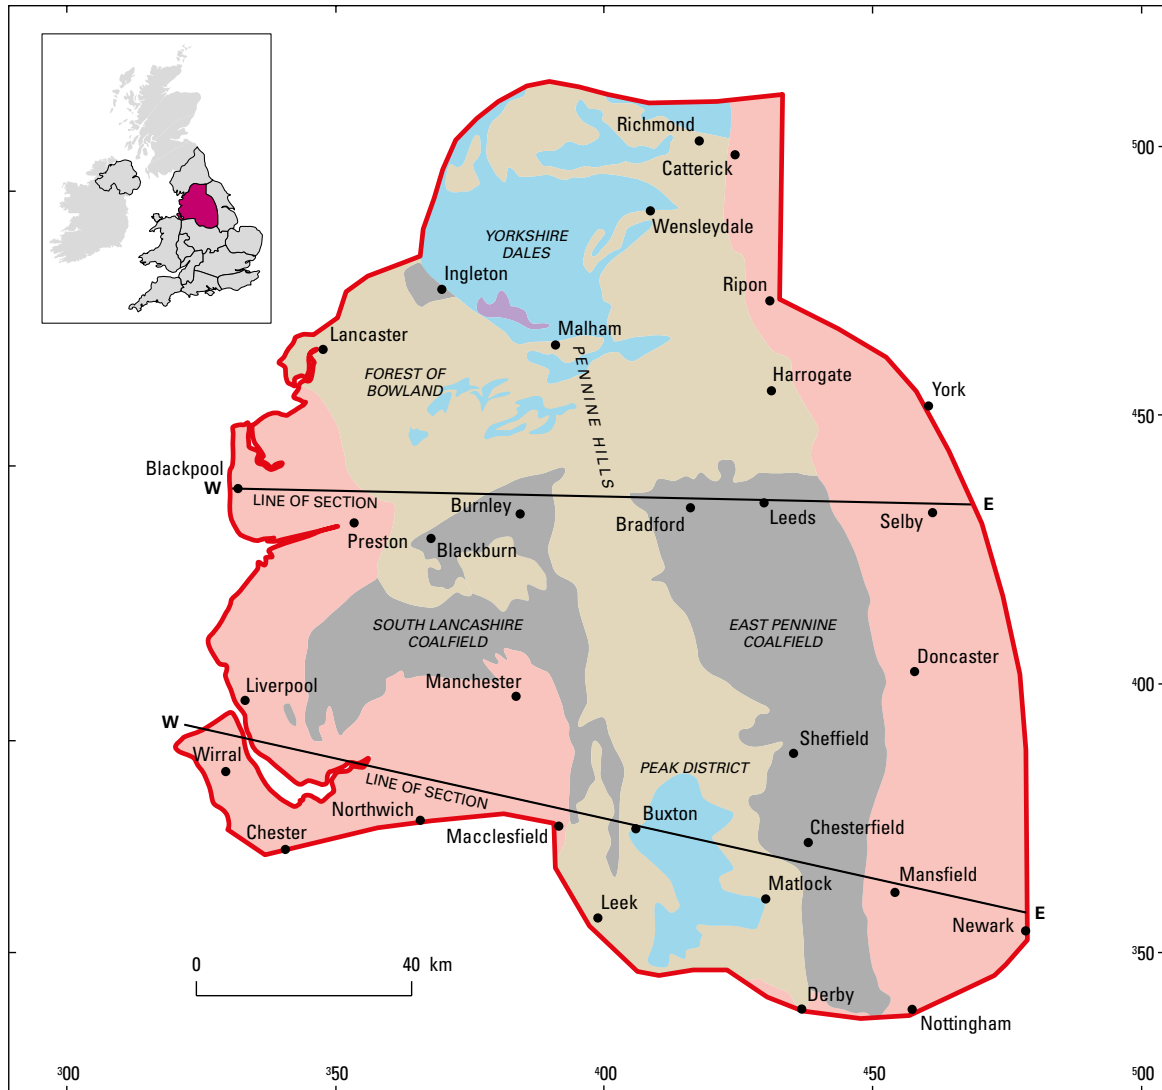 Richmond
Catterick
⁵00
Wensleydale
YORKSHIRE
DALES
Ingleton
Ripon
Lancaster
Malham
PENNINE HILLS
FOREST OF
BOWLAND
Harrogate
York
⁴50
Blackpool
W
LINE OF SECTION
E
Burnley
Bradford
Leeds
Selby
Preston
Blackburn
SOUTH LANCASHIRE
COALFIELD
EAST PENNINE
COALFIELD
Doncaster
Liverpool
Manchester
⁴00
W
Wirral
LINE OF SECTION
Sheffield
PEAK DISTRICT
Northwich
Buxton
Chester
Macclesfield
Chesterfield
Mansfield
Matlock
Leek
E
Newark
0 40 km
³50
Derby
Nottingham
³00 ³50 ⁴00 ⁴50 ⁵00